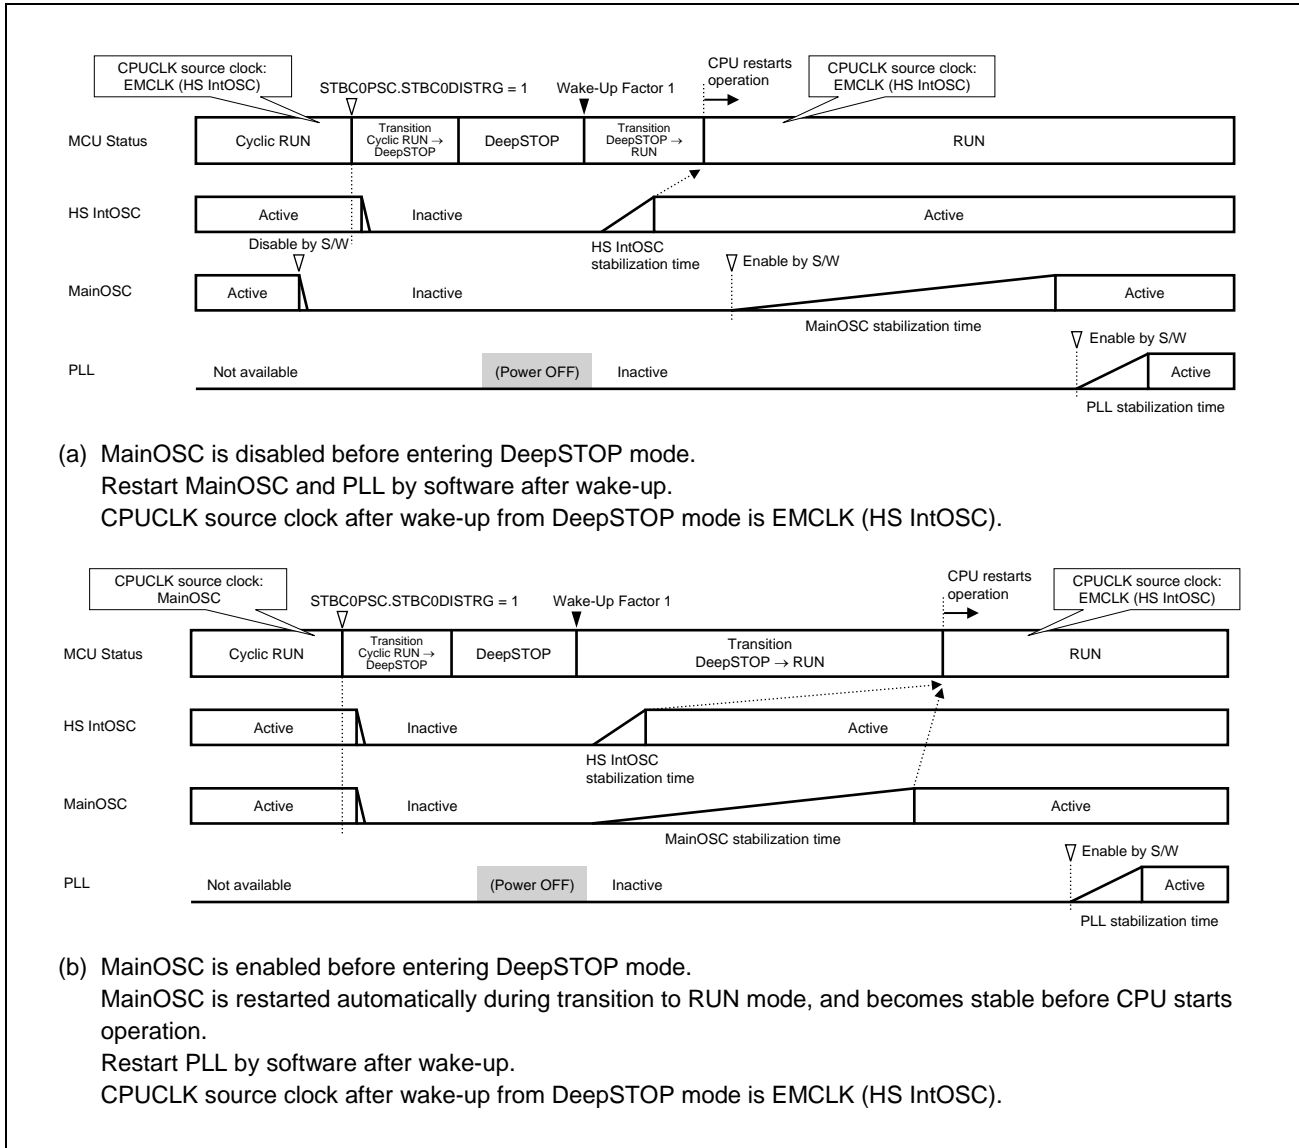 CPUCLK source clock:
EMCLK (HS IntOSC)
STBC0PSC.STBC0DISTRG = 1
Wake-Up Factor 1
CPU restarts
operation
CPUCLK source clock:
EMCLK (HS IntOSC)
MCU Status
Cyclic RUN
Transition
Cyclic RUN →
DeepSTOP
DeepSTOP
Transition
DeepSTOP →
RUN
RUN
HS IntOSC
Active
Inactive
Active
Disable by S/W
HS IntOSC
stabilization time
Enable by S/W
MainOSC
Active
Inactive
Active
MainOSC stabilization time
Enable by S/W
PLL
Not available
(Power OFF)
Inactive
Active
PLL stabilization time
(a) MainOSC is disabled before entering DeepSTOP mode.
Restart MainOSC and PLL by software after wake-up.
CPUCLK source clock after wake-up from DeepSTOP mode is EMCLK (HS IntOSC).
CPUCLK source clock:
MainOSC
STBC0PSC.STBC0DISTRG = 1
Wake-Up Factor 1
CPU restarts
operation
CPUCLK source clock:
EMCLK (HS IntOSC)
MCU Status
Cyclic RUN
Transition
Cyclic RUN →
DeepSTOP
DeepSTOP
Transition
DeepSTOP → RUN
RUN
HS IntOSC
Active
Inactive
Active
HS IntOSC
stabilization time
MainOSC
Active
Inactive
Active
MainOSC stabilization time
Enable by S/W
PLL
Not available
(Power OFF)
Inactive
Active
PLL stabilization time
(b) MainOSC is enabled before entering DeepSTOP mode.
MainOSC is restarted automatically during transition to RUN mode, and becomes stable before CPU starts
operation.
Restart PLL by software after wake-up.
CPUCLK source clock after wake-up from DeepSTOP mode is EMCLK (HS IntOSC).